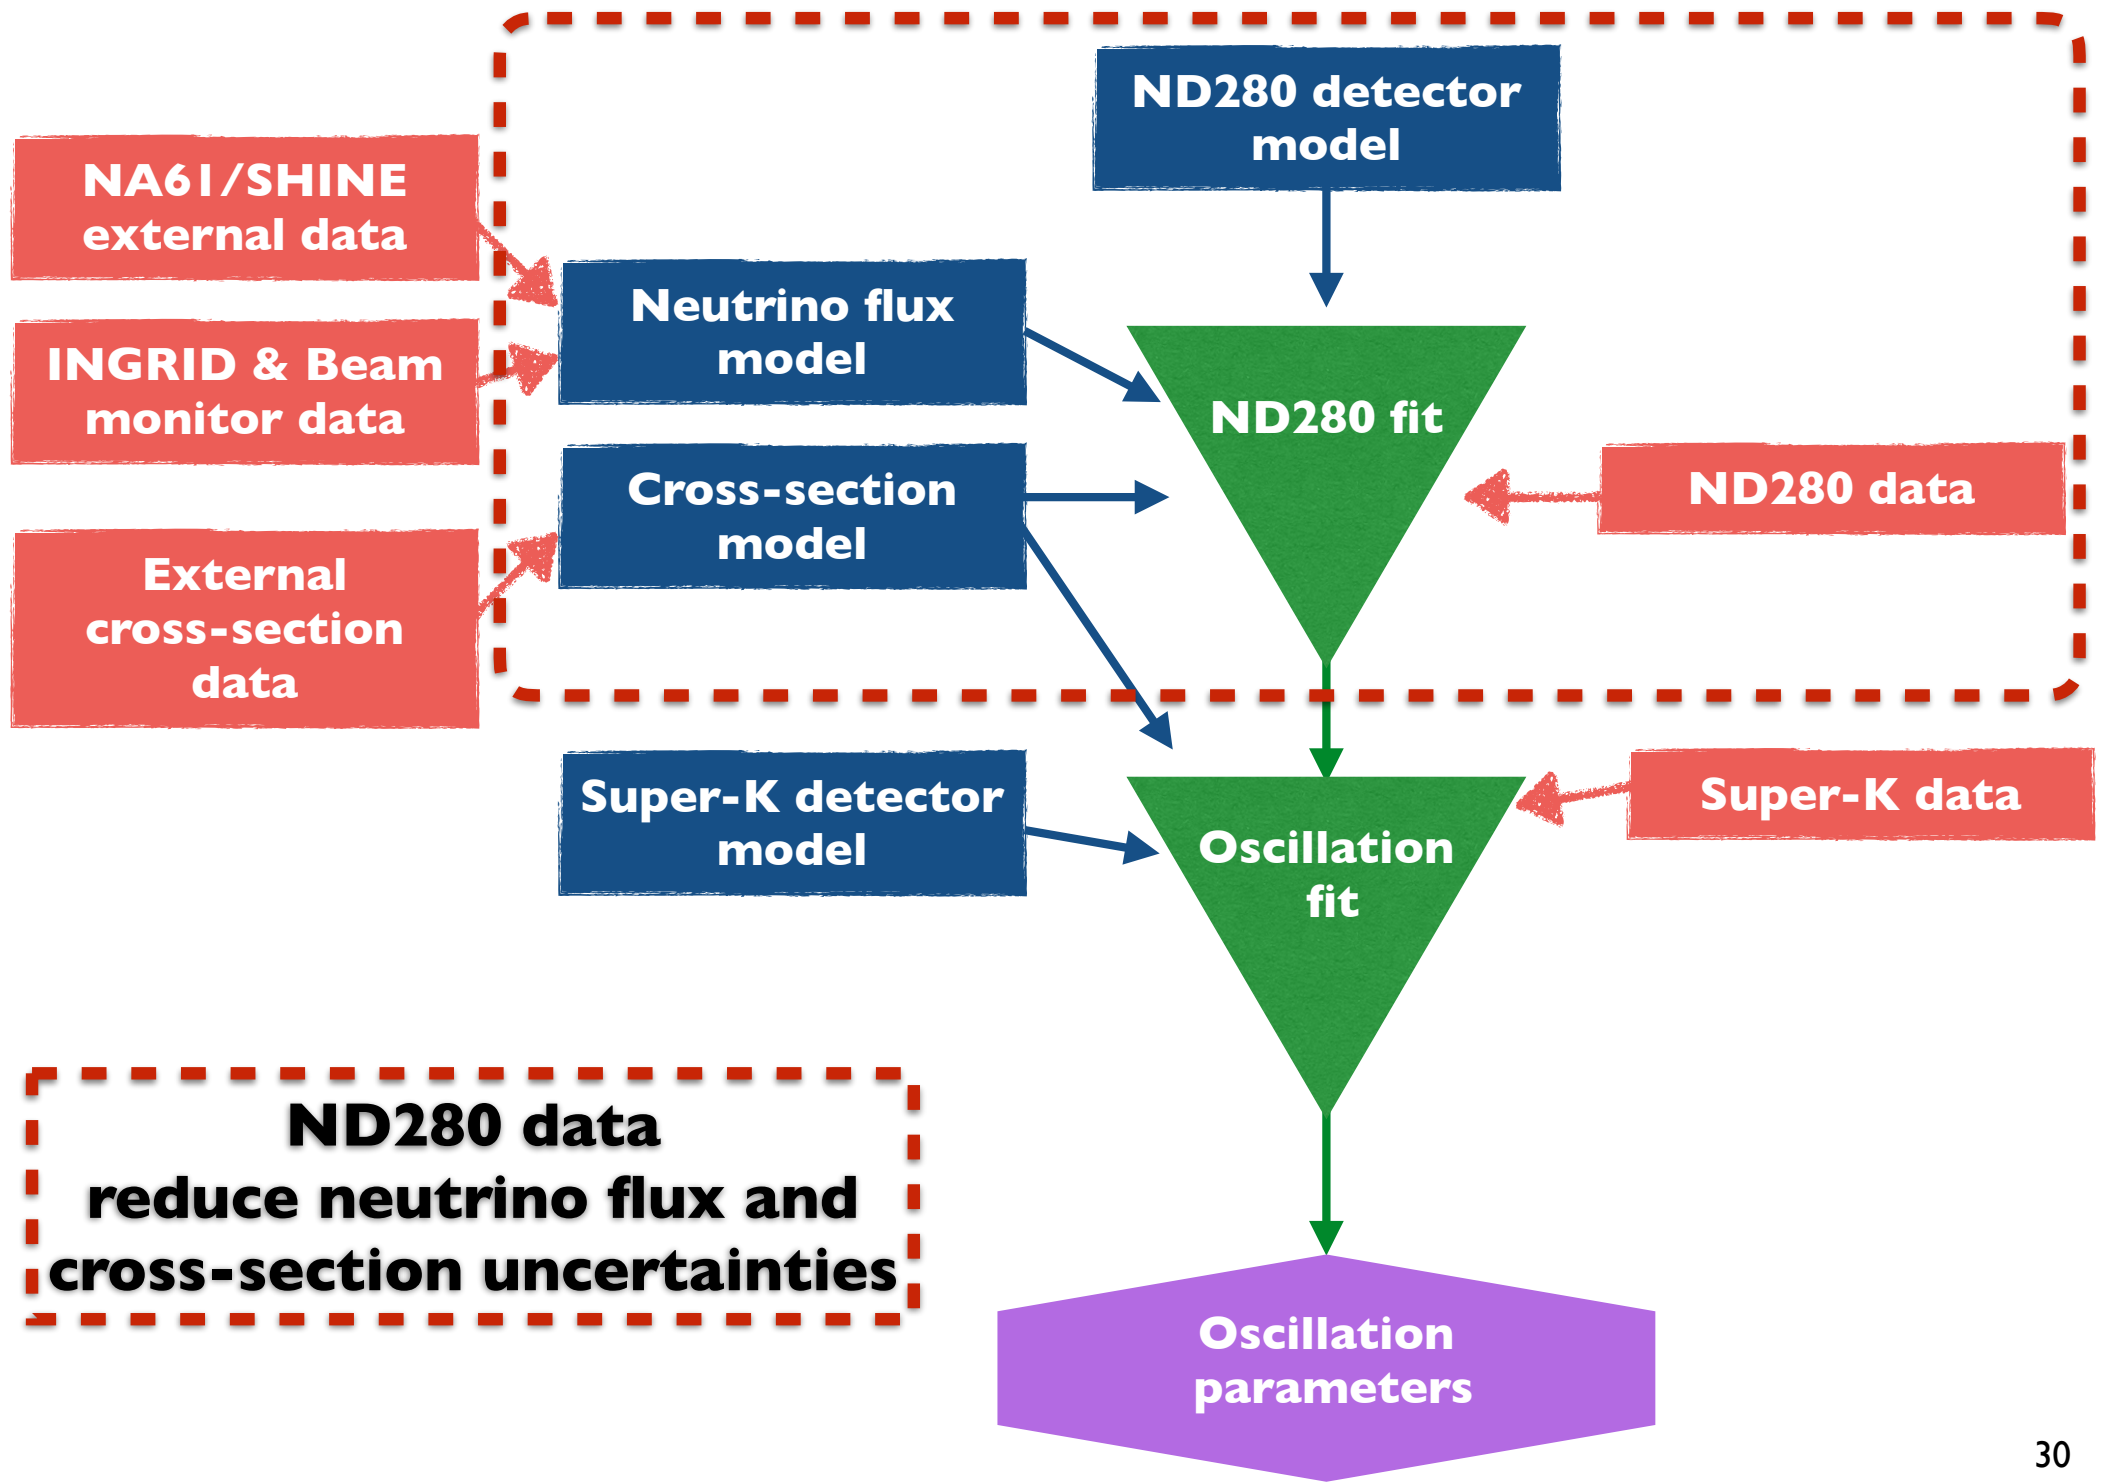 ND280 detector
model
NA61/SHINE
external data
Neutrino flux
model
INGRID & Beam
monitor data
ND280 fit
Cross-section
model
ND280 data
External
cross-section
data
Super-K detector
model
Super-K data
Oscillation
fit
ND280 data
reduce neutrino flux and
cross-section uncertainties
Oscillation
parameters
30